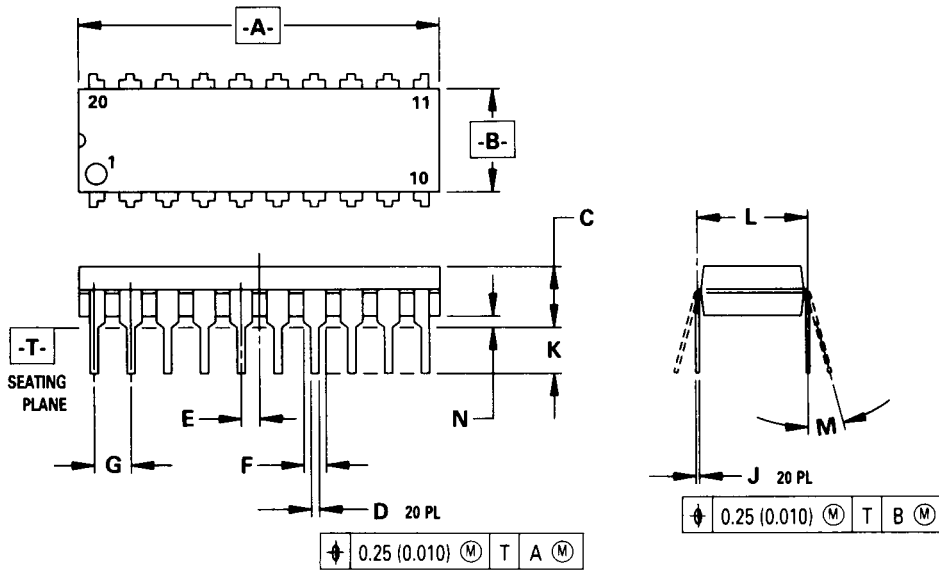 -A-
20 11
-B-
1
10
C
L
-T-
SEATING
PLANE
K
E
N
M
G
F
J 20 PL
D 20 PL
⌖ 0.25 (0.010) Ⓜ T B Ⓜ
⌖ 0.25 (0.010) Ⓜ T A Ⓜ